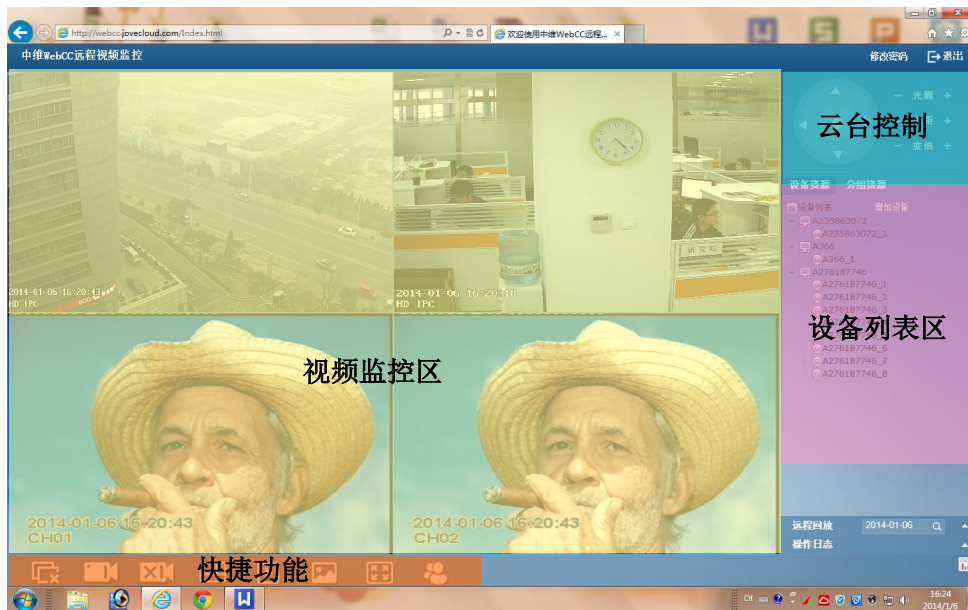 http://webcc.jovecloud.com/Index.html
欢迎使用中维WebCC远程...
中维WebCC远程视频监控
修改密码
退出
光圈
云台控制
变倍
设备资源 分组资源
设备列表 增加设备
A235863072
A235863072_1
A366
A366_1
A276187746
A276187746_1
A276187746_2
A276187746_3
设备列表区
A276187746_6
A276187746_7
A276187746_8
2014-01-06 16:20:43
HD IPC
2014-01-06 16:20:16
HD IPC
研究院
视频监控区
2014-01-06 16:20:43
CH01
2014-01-06 16:20:43
CH02
远程回放 2014-01-06
操作日志
快捷功能
CH
16:24
2014/1/6